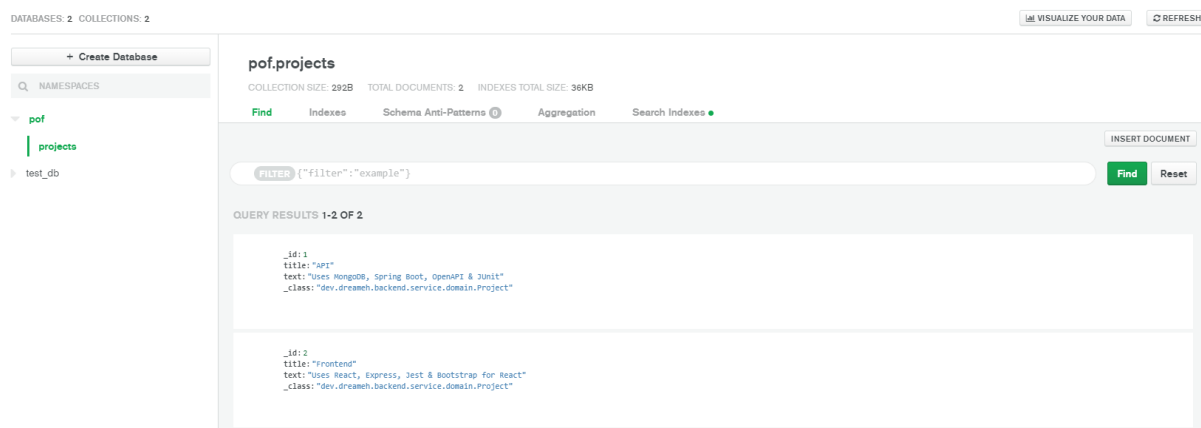 DATABASES: 2 COLLECTIONS: 2
VISUALIZE YOUR DATA
REFRESH
+ Create Database
NAMESPACES
pof
projects
test_db
pof.projects
COLLECTION SIZE: 292B TOTAL DOCUMENTS: 2 INDEXES TOTAL SIZE: 36KB
Find Indexes Schema Anti-Patterns 0 Aggregation Search Indexes
INSERT DOCUMENT
FILTER {"filter":"example"}
Find Reset
QUERY RESULTS 1-2 OF 2
_id: 1
title: "API"
text: "Uses MongoDB, Spring Boot, OpenAPI & JUnit"
_class: "dev.dreameh.backend.service.domain.Project"
_id: 2
title: "Frontend"
text: "Uses React, Express, Jest & Bootstrap for React"
_class: "dev.dreameh.backend.service.domain.Project"